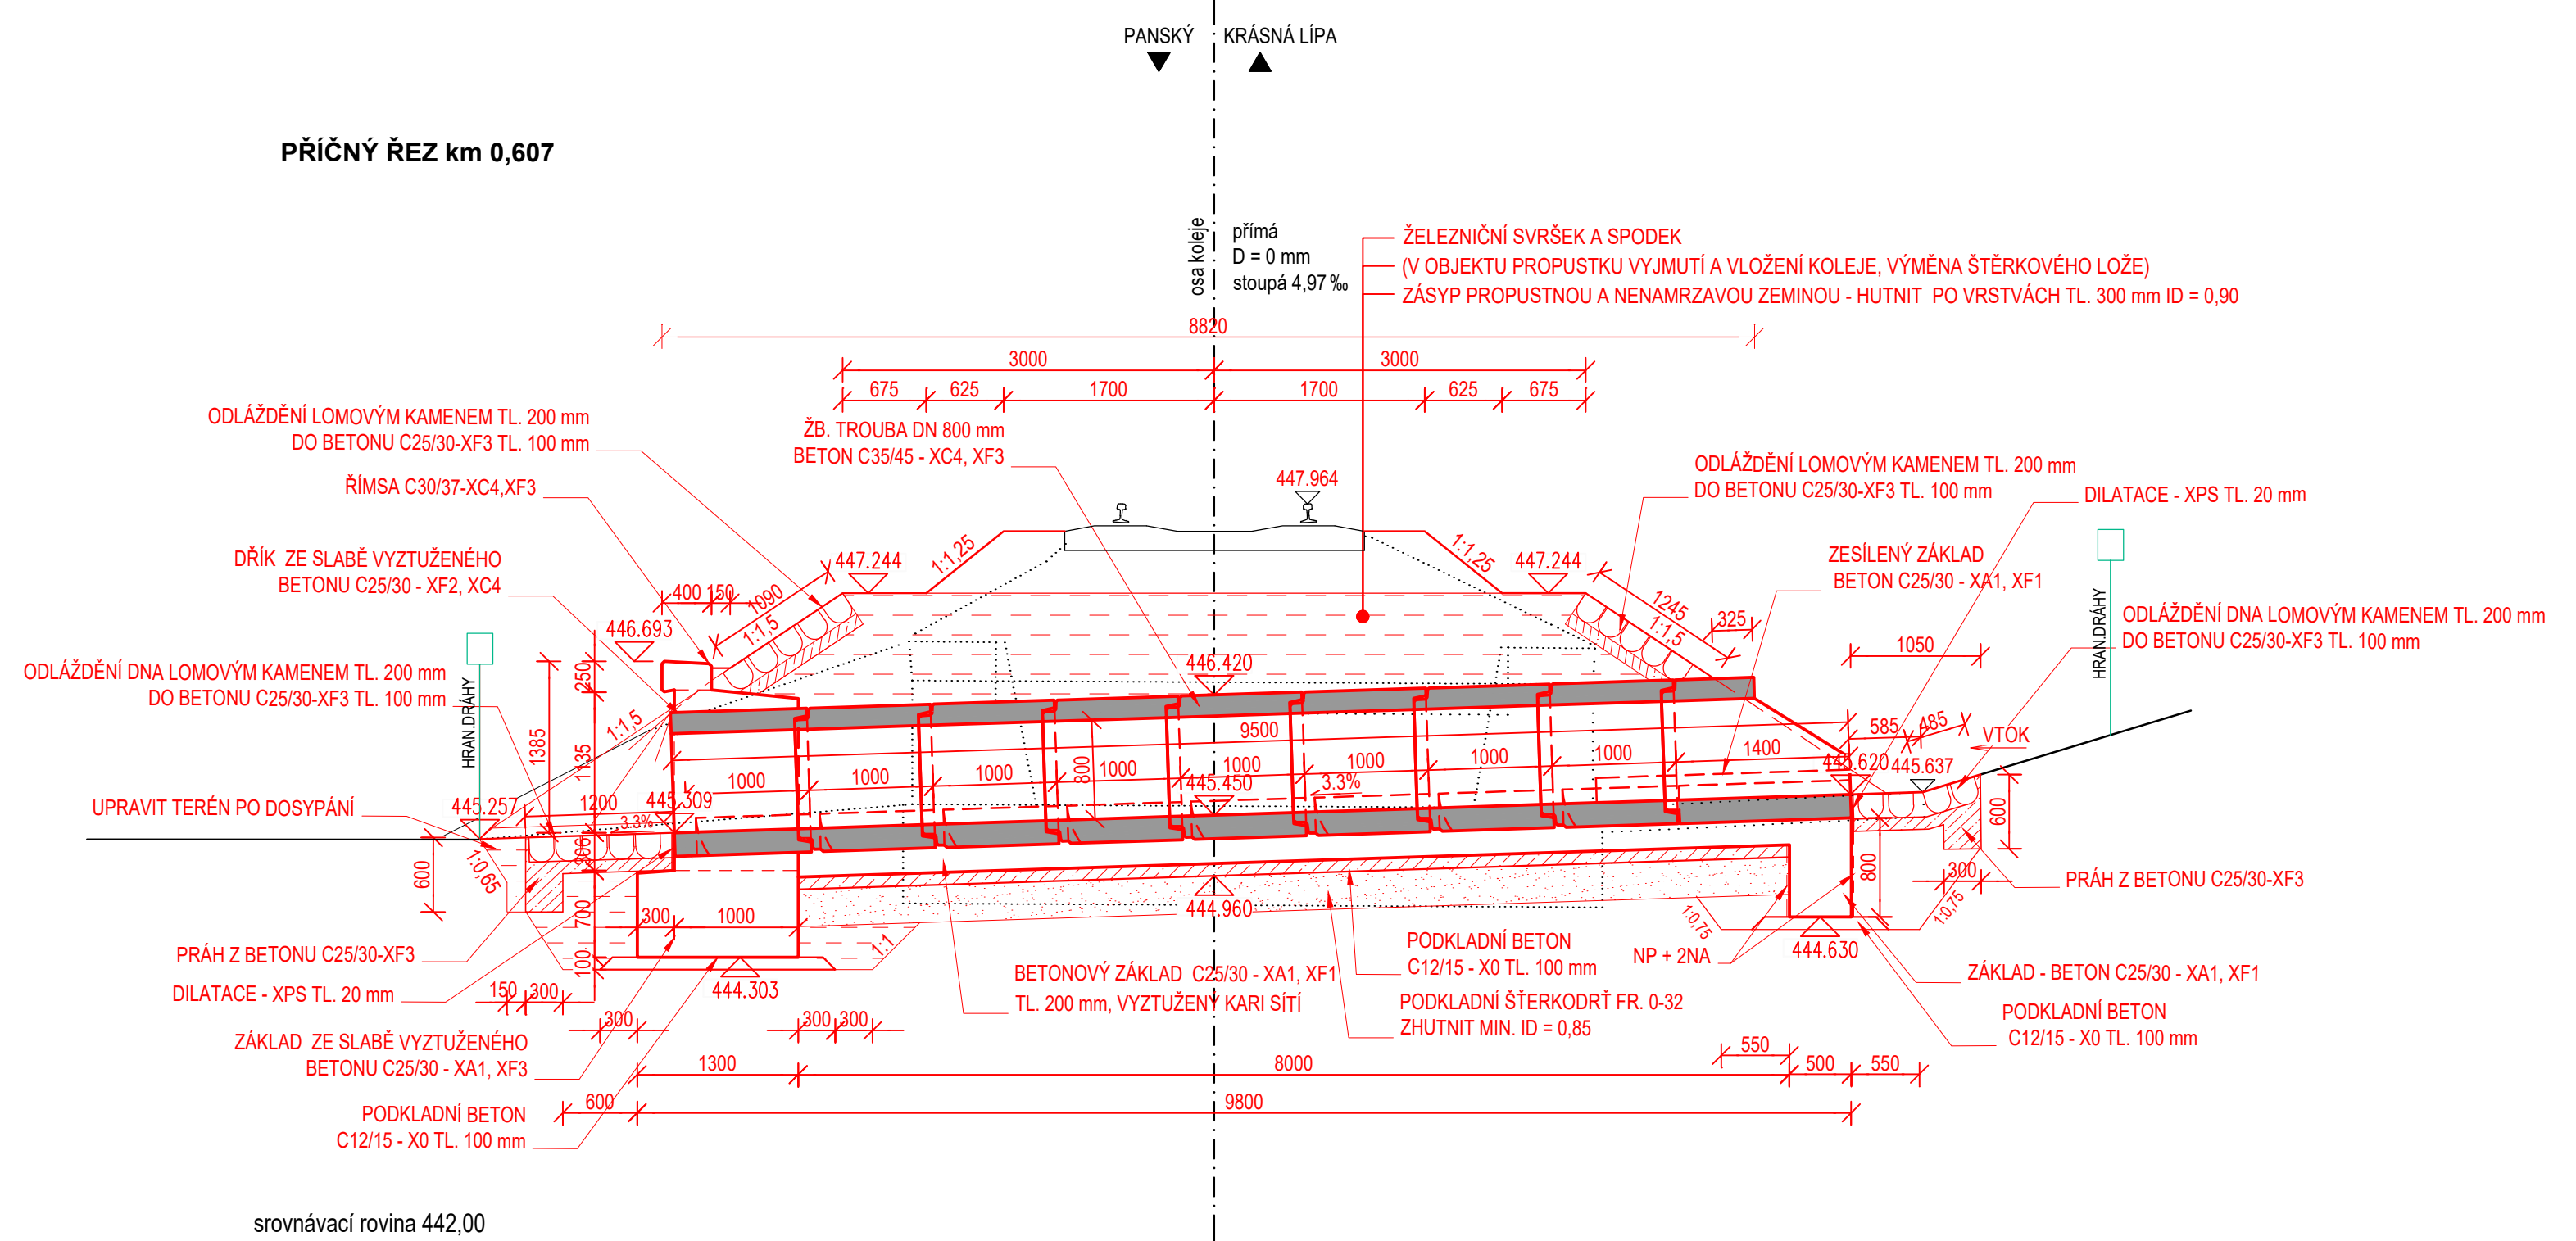 PANSKÝ
KRÁSNÁ LÍPA
PŘÍČNÝ ŘEZ km 0,607
osa koleje
přímá
D = 0 mm
stoupá 4,97 ‰
ŽELEZNIČNÍ SVRŠEK A SPODEK
(V OBJEKTU PROPUSTKU VYJMUTÍ A VLOŽENÍ KOLEJE, VÝMĚNA ŠTĚRKOVÉHO LOŽE)
ZÁSYP PROPUSTNOU A NENAMRZAVOU ZEMINOU - HUTNIT PO VRSTVÁCH TL. 300 mm ID = 0,90
8820
3000 3000
675 625 1700 1700 625 675
ODLÁŽDĚNÍ LOMOVÝM KAMENEM TL. 200 mm
DO BETONU C25/30-XF3 TL. 100 mm
ŽB. TROUBA DN 800 mm
BETON C35/45 - XC4, XF3
ŘÍMSA C30/37-XC4,XF3
447.964
ODLÁŽDĚNÍ LOMOVÝM KAMENEM TL. 200 mm
DO BETONU C25/30-XF3 TL. 100 mm
DILATACE - XPS TL. 20 mm
DŘÍK ZE SLABĚ VYZTUŽENÉHO
BETONU C25/30 - XF2, XC4
ZESÍLENÝ ZÁKLAD
BETON C25/30 - XA1, XF1
447.244
1:1,25
1:1,25
447.244
400 150
1090
1:1,5
1245
1:1,5
325
446.693
HRAN.DRÁHY
HRAN.DRÁHY
ODLÁŽDĚNÍ DNA LOMOVÝM KAMENEM TL. 200 mm
DO BETONU C25/30-XF3 TL. 100 mm
1050
ODLÁŽDĚNÍ DNA LOMOVÝM KAMENEM TL. 200 mm
DO BETONU C25/30-XF3 TL. 100 mm
250
446.420
1:1,5
1385
1135
9500
585 485
VTOK
1000 1000 1000 1000 1000 1000 1000 1000 1400
800
445.620 445.637
UPRAVIT TERÉN PO DOSYPÁNÍ
445.257
1200
445.309
3.3%
445.450
3.3%
600
1:0,65
300
600
800
300
PRÁH Z BETONU C25/30-XF3
700
300 1000
444.960
1:0,75
1:0,75
444.630
1:1
PRÁH Z BETONU C25/30-XF3
100
DILATACE - XPS TL. 20 mm
150 300
444.303
BETONOVÝ ZÁKLAD C25/30 - XA1, XF1
TL. 200 mm, VYZTUŽENÝ KARI SÍTÍ
PODKLADNÍ BETON
C12/15 - X0 TL. 100 mm
NP + 2NA
ZÁKLAD - BETON C25/30 - XA1, XF1
PODKLADNÍ ŠTERKODRŤ FR. 0-32
ZHUTNIT MIN. ID = 0,85
PODKLADNÍ BETON
C12/15 - X0 TL. 100 mm
300
300 300
ZÁKLAD ZE SLABĚ VYZTUŽENÉHO
BETONU C25/30 - XA1, XF3
550
1300 8000 500 550
600 9800
PODKLADNÍ BETON
C12/15 - X0 TL. 100 mm
srovnávací rovina 442,00